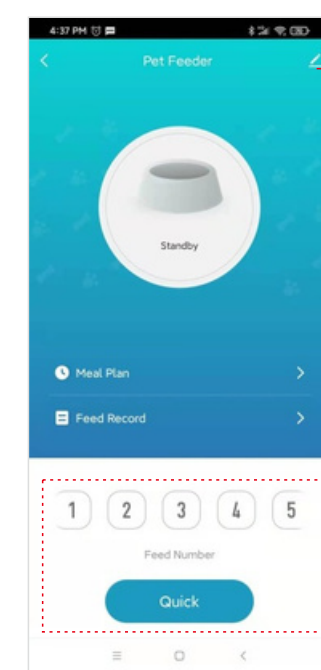 4:37 PM
Pet Feeder
Standby
Meal Plan
Feed Record
1 2 3 4 5
Feed Number
Quick